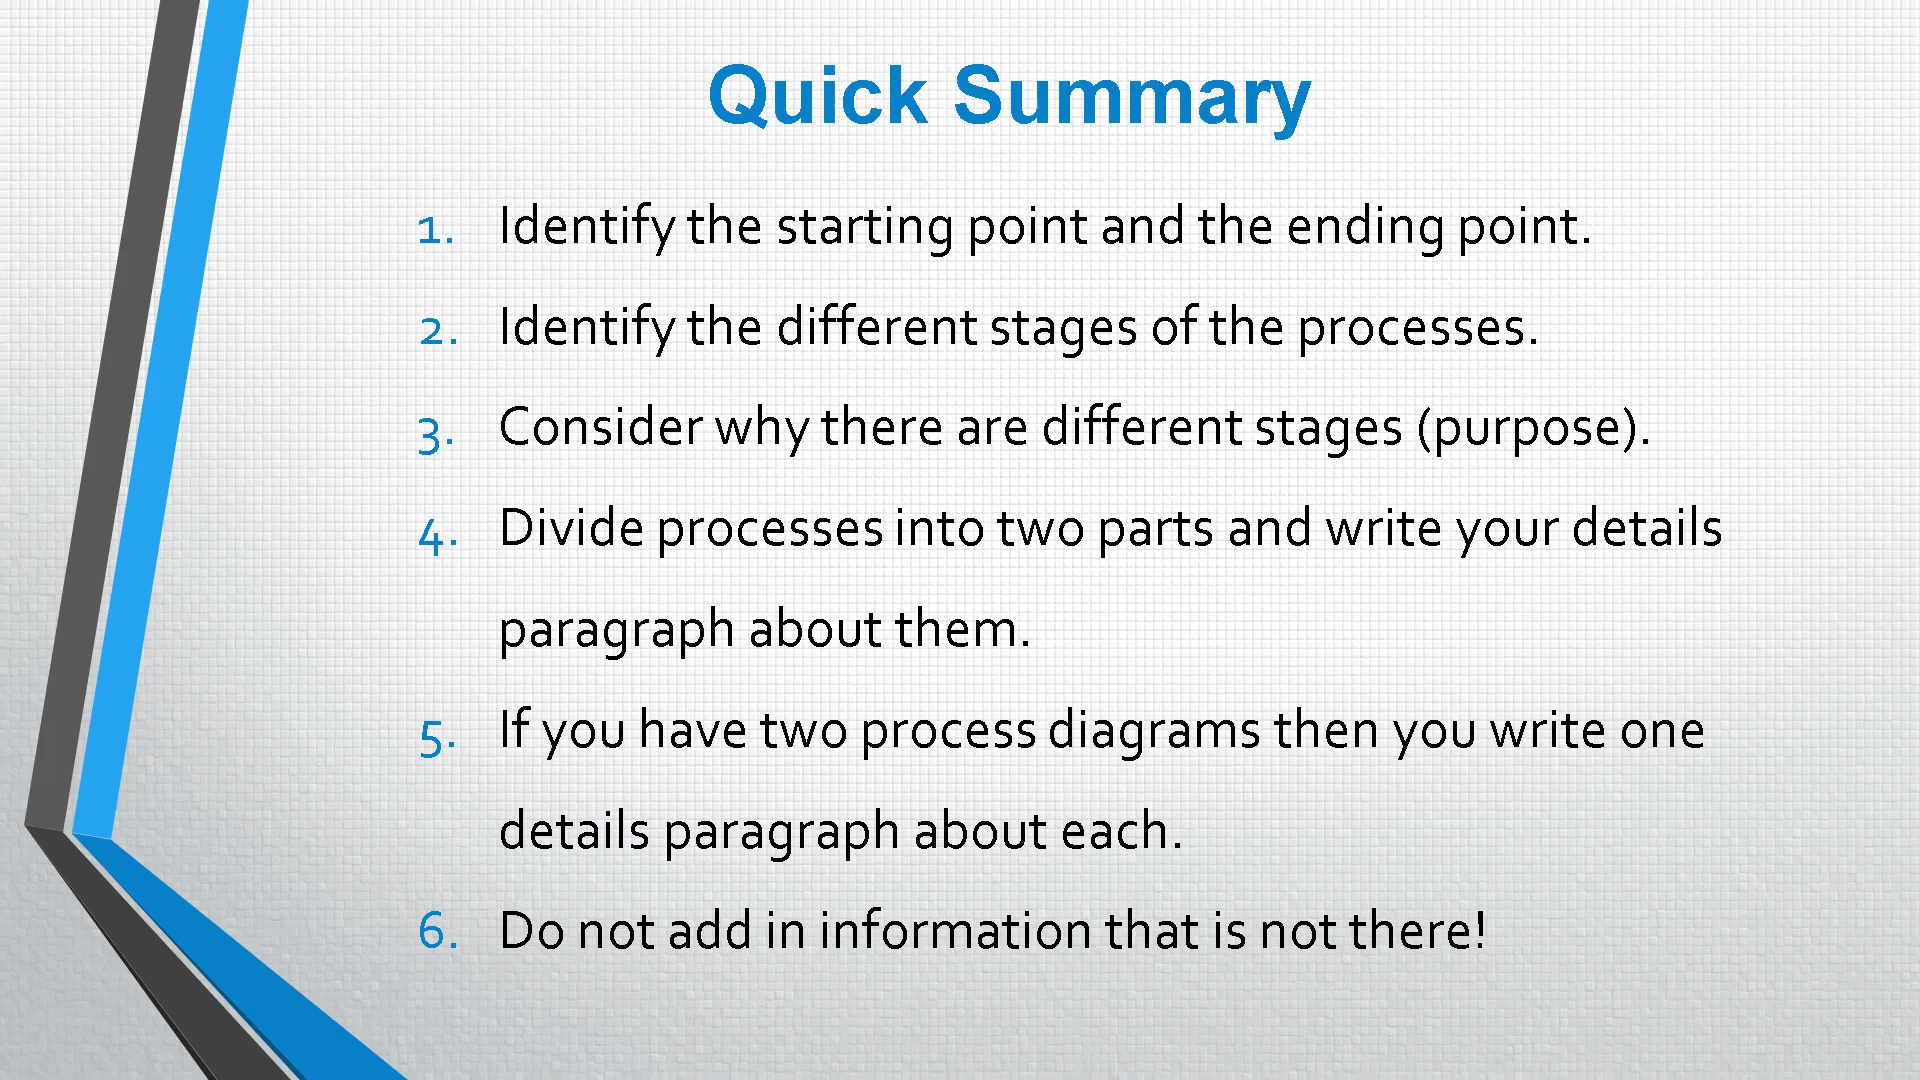 Quick Summary
1. Identify the starting point and the ending point.
2. Identify the different stages of the processes.
3. Consider why there are different stages (purpose).
4. Divide processes into two parts and write your details
paragraph about them.
5. If you have two process diagrams then you write one
details paragraph about each.
6. Do not add in information that is not there!